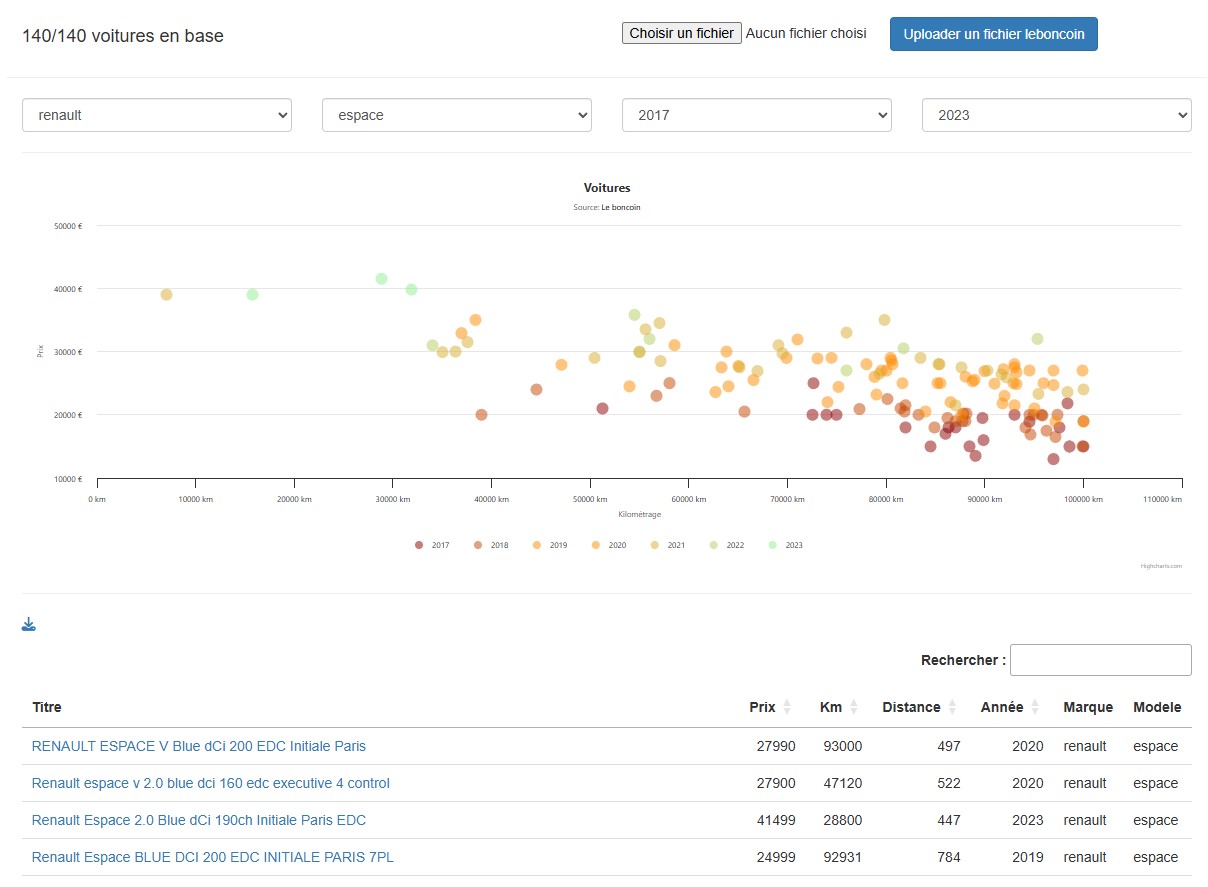 140/140 voitures en base
Choisir un fichier Aucun fichier choisi
Uploader un fichier leboncoin
renault
espace
2017
2023
Voitures
Source: Le boncoin
50000 €
40000 €
30000 €
20000 €
10000 €
Prix
0 km 10000 km 20000 km 30000 km 40000 km 50000 km 60000 km 70000 km 80000 km 90000 km 100000 km 110000 km
Kilométrage
2017 2018 2019 2020 2021 2022 2023
Highcharts.com
Rechercher :
Titre Prix Km Distance Année Marque Modele
RENAULT ESPACE V Blue dCi 200 EDC Initiale Paris 27990 93000 497 2020 renault espace
Renault espace v 2.0 blue dci 160 edc executive 4 control 27900 47120 522 2020 renault espace
Renault Espace 2.0 Blue dCi 190ch Initiale Paris EDC 41499 28800 447 2023 renault espace
Renault Espace BLUE DCI 200 EDC INITIALE PARIS 7PL 24999 92931 784 2019 renault espace